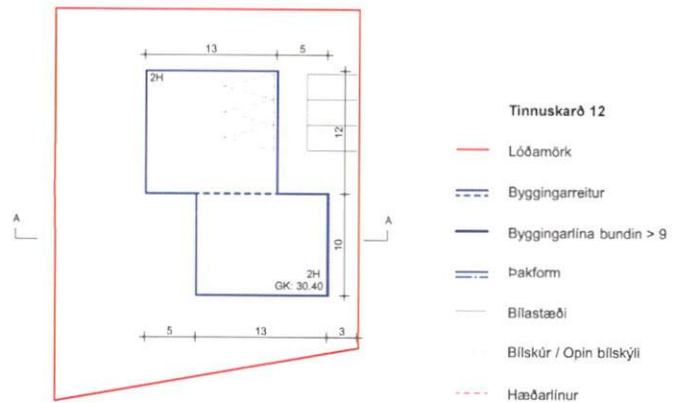 13 5
2H
12
Tinnuskarð 12
Lóðamörk
Byggingarreitur
A A
Byggingarlína bundin > 9
10
2H
GK: 30.40
Þakform
Bílastæði
5 13 3
Bílskúr / Opin bílskýli
Hæðarlínur